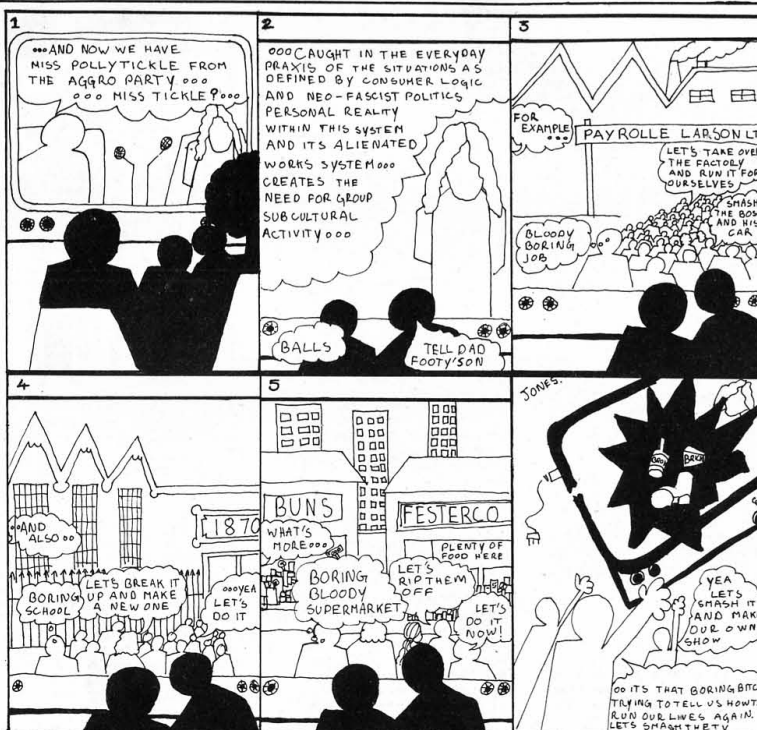 1
...AND NOW WE HAVE
MISS POLLYTICKLE FROM
THE AGGRO PARTY...
... MISS TICKLE?...
2
...CAUGHT IN THE EVERYDAY
PRAXIS OF THE SITUATIONS AS
DEFINED BY CONSUMER LOGIC
AND NEO-FASCIST POLITICS
PERSONAL REALITY
WITHIN THIS SYSTEM
AND ITS ALIENATED
WORKS SYSTEM...
CREATES THE
NEED FOR GROUP
SUBCULTURAL
ACTIVITY...
BALLS
TELL DAD
FOOTY'S ON
3
FOR
EXAMPLE
...
PAYROLLE LARSON LT
LET'S TAKE OVE
THE FACTORY
AND RUN IT FO
OURSELVES
SMASH
THE BOS
AND HIS
CAR
BLOODY
BORING
JOB
4
1870
..AND
ALSO..
BORING
SCHOOL
LETS BREAK IT
UP AND MAKE
A NEW ONE
...YEA
LET'S
DO IT
5
BUNS
FESTERCO
WHAT'S
MORE...
PLENTY OF
FOOD HERE
BORING
BLOODY
SUPERMARKET
LET'S
RIP THEM
OFF
LET'S
DO IT
NOW!
JONES.
BRICK
YEA
LETS
SMASH IT
AND MAK
OUR OWN
SHOW
OO ITS THAT BORING BITC
TRYING TO TELL US HOW T
RUN OUR LIVES AGAIN.
LETS SMASH THE TV